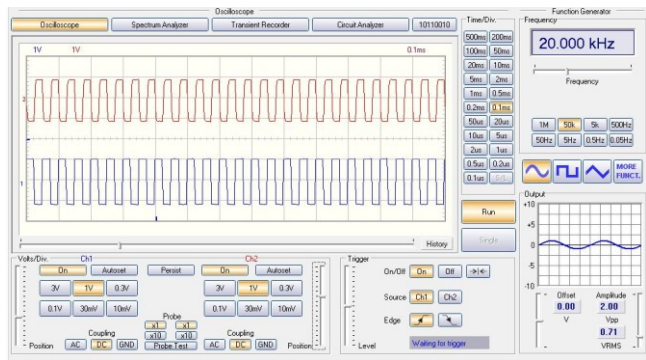 Oscilloscope
Oscilloscope Spectrum Analyzer Transient Recorder Circuit Analyzer 10110010
1V 1V 0.1ms
2
1
History
Time/Div.
500ms 200ms
100ms 50ms
20ms 10ms
5ms 2ms
1ms 0.5ms
0.2ms 0.1ms
50us 20us
10us 5us
2us 1us
0.5us 0.2us
0.1us
Run
Single
Function Generator
Frequency
20.000 kHz
Frequency
1M 50k 5k 500Hz
50Hz 5Hz 0.5Hz 0.05Hz
MORE
FUNCT.
Output
+10
+5
0
-5
-10
Offset Amplitude
0.00 2.00
V Vpp
0.71
VRMS
Volts/Div. Ch1 Ch2
On Autoset Persist On Autoset
3V 1V 0.3V 3V 1V 0.3V
0.1V 30mV 10mV 0.1V 30mV 10mV
Probe
x1 x1
x10 x10
Coupling Coupling
Position AC DC GND Probe Test AC DC GND Position
Trigger
On/Off On Off
Source Ch1 Ch2
Edge
Level Waiting for trigger